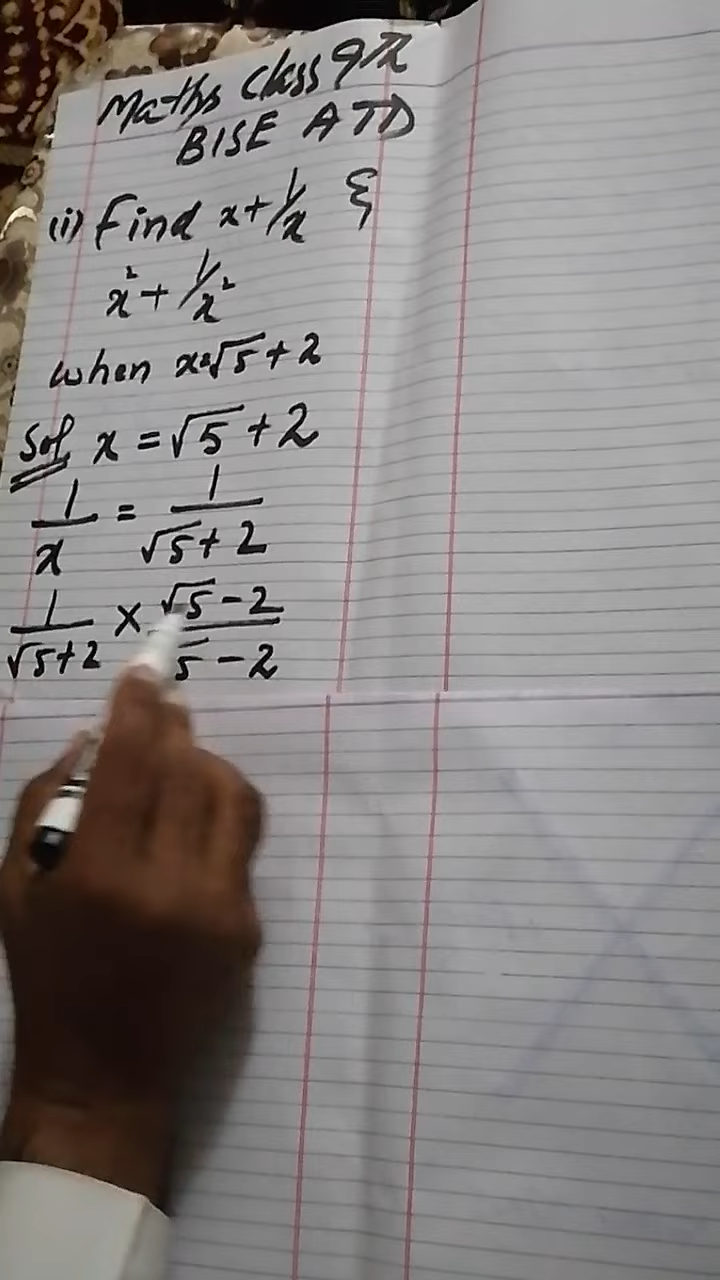 Maths Class 9th
BISE ATD
(i) Find x + 1/x &
x² + 1/x²
when x = √5 + 2
Sol x = √5 + 2
1/x = 1/(√5 + 2)
1/(√5+2) × (√5 - 2)/(√5 - 2)